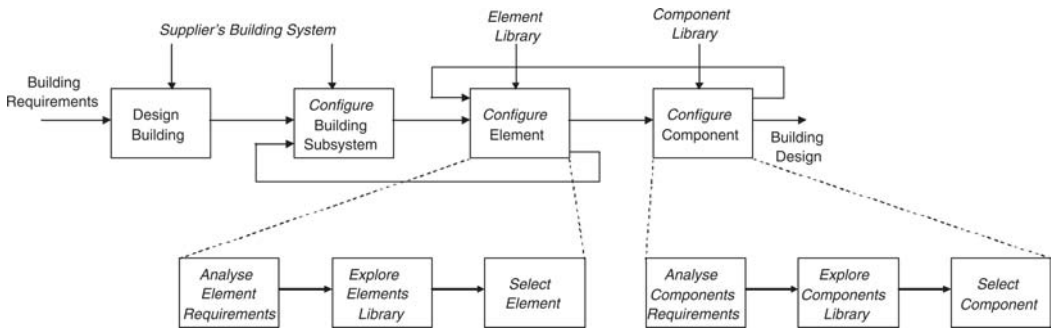 Supplier's Building System
Element
Library
Component
Library
Building
Requirements
Design
Building
Configure
Building
Subsystem
Configure
Element
Configure
Component
Building
Design
Analyse
Element
Requirements
Explore
Elements
Library
Select
Element
Analyse
Components
Requirements
Explore
Components
Library
Select
Component